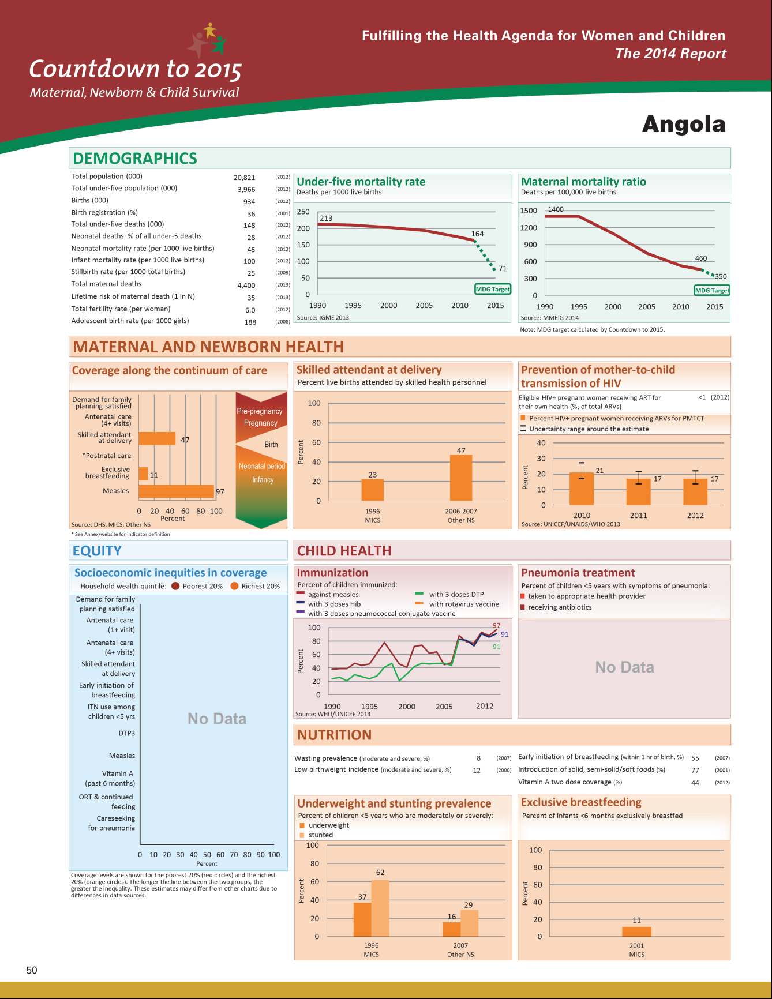 Fulfilling the Health Agenda for Women and Children
The 2014 Report
Countdown to 2015
Maternal, Newborn & Child Survival
Angola
DEMOGRAPHICS
Total population (000) 20,821 (2012)
Total under-five population (000) 3,966 (2012)
Births (000) 934 (2012)
Birth registration (%) 36 (2001)
Total under-five deaths (000) 148 (2012)
Neonatal deaths: % of all under-5 deaths 28 (2012)
Neonatal mortality rate (per 1000 live births) 45 (2012)
Infant mortality rate (per 1000 live births) 100 (2012)
Stillbirth rate (per 1000 total births) 25 (2009)
Total maternal deaths 4,400 (2013)
Lifetime risk of maternal death (1 in N) 35 (2013)
Total fertility rate (per woman) 6.0 (2012)
Adolescent birth rate (per 1000 girls) 188 (2008)
Under-five mortality rate
Deaths per 1000 live births
250
213
200
164
150
100
71
50
MDG Target
0
1990 1995 2000 2005 2010 2015
Source: IGME 2013
Maternal mortality ratio
Deaths per 100,000 live births
1500
1400
1200
900
460
600
350
300
MDG Target
0
1990 1995 2000 2005 2010 2015
Source: MMEIG 2014
Note: MDG target calculated by Countdown to 2015.
MATERNAL AND NEWBORN HEALTH
Coverage along the continuum of care
Demand for family
planning satisfied
Antenatal care
(4+ visits)
Skilled attendant
at delivery
47
*Postnatal care
Exclusive
breastfeeding
11
Measles
97
0 20 40 60 80 100
Percent
Pre-pregnancy
Pregnancy
Birth
Neonatal period
Infancy
Source: DHS, MICS, Other NS
* See Annex/website for indicator definition
Skilled attendant at delivery
Percent live births attended by skilled health personnel
100
80
60
40
20
0
Percent
23
47
1996 2006-2007
MICS Other NS
Prevention of mother-to-child
transmission of HIV
Eligible HIV+ pregnant women receiving ART for <1 (2012)
their own health (%, of total ARVs)
Percent HIV+ pregnant women receiving ARVs for PMTCT
Uncertainty range around the estimate
40
30
20
10
0
Percent
21
17
17
2010 2011 2012
Source: UNICEF/UNAIDS/WHO 2013
EQUITY
Socioeconomic inequities in coverage
Household wealth quintile: Poorest 20% Richest 20%
Demand for family
planning satisfied
Antenatal care
(1+ visit)
Antenatal care
(4+ visits)
Skilled attendant
at delivery
Early initiation of
breastfeeding
ITN use among
children <5 yrs
DTP3
Measles
Vitamin A
(past 6 months)
ORT & continued
feeding
Careseeking
for pneumonia
No Data
0 10 20 30 40 50 60 70 80 90 100
Percent
Coverage levels are shown for the poorest 20% (red circles) and the richest
20% (orange circles). The longer the line between the two groups, the
greater the inequality. These estimates may differ from other charts due to
differences in data sources.
CHILD HEALTH
Immunization
Percent of children immunized:
against measles with 3 doses DTP
with 3 doses Hib with rotavirus vaccine
with 3 doses pneumococcal conjugate vaccine
100
80
60
40
20
0
Percent
97
91
91
1990 1995 2000 2005 2012
Source: WHO/UNICEF 2013
Pneumonia treatment
Percent of children <5 years with symptoms of pneumonia:
taken to appropriate health provider
receiving antibiotics
No Data
NUTRITION
Wasting prevalence (moderate and severe, %) 8 (2007)
Low birthweight incidence (moderate and severe, %) 12 (2000)
Early initiation of breastfeeding (within 1 hr of birth, %) 55 (2007)
Introduction of solid, semi-solid/soft foods (%) 77 (2001)
Vitamin A two dose coverage (%) 44 (2012)
Underweight and stunting prevalence
Percent of children <5 years who are moderately or severely:
underweight
stunted
100
80
60
40
20
0
Percent
37
62
16
29
1996 2007
MICS Other NS
Exclusive breastfeeding
Percent of infants <6 months exclusively breastfed
100
80
60
40
20
0
Percent
11
2001
MICS
50